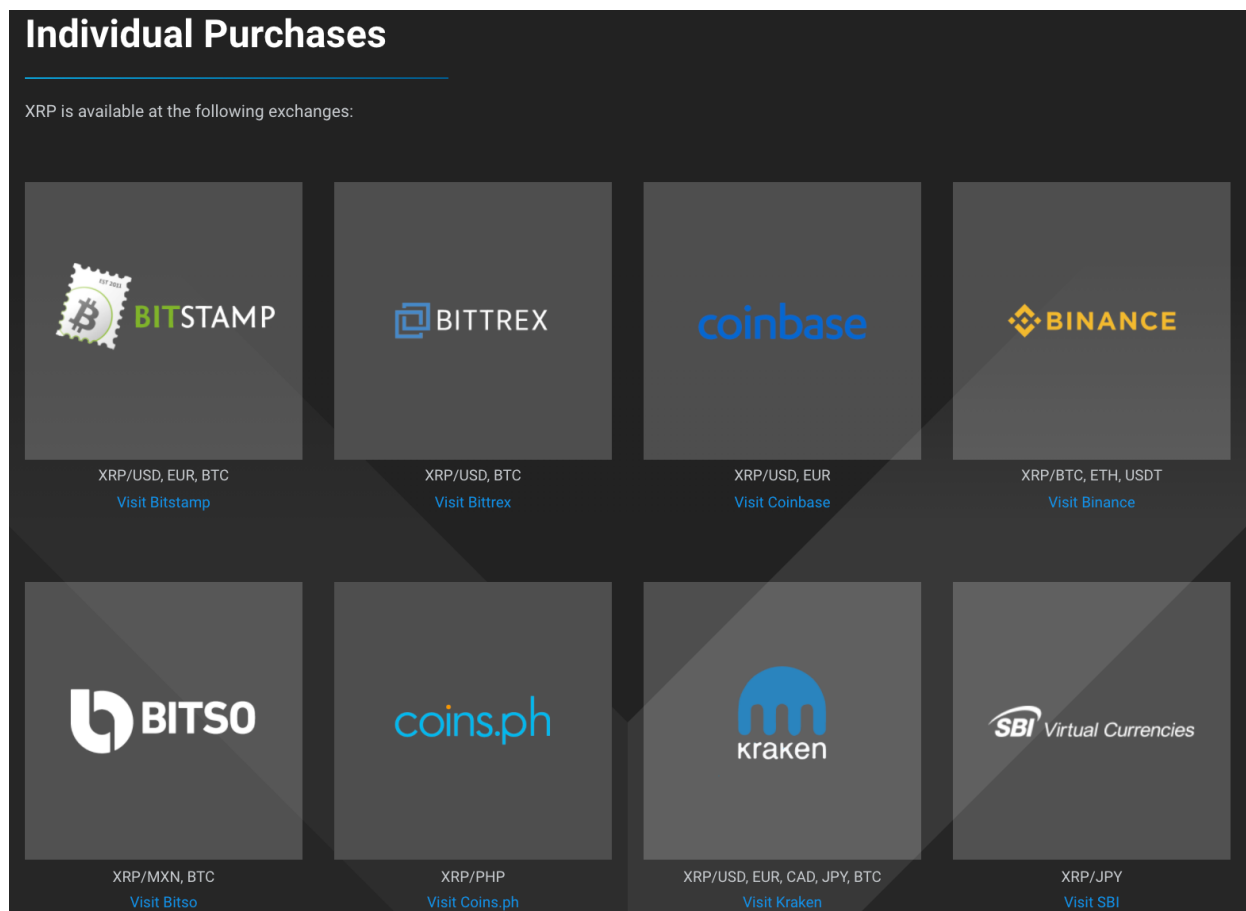 Individual Purchases
XRP is available at the following exchanges:
EST 2011
BITSTAMP
BITTREX
coinbase
BINANCE
XRP/USD, EUR, BTC
XRP/USD, BTC
XRP/USD, EUR
XRP/BTC, ETH, USDT
Visit Bitstamp
Visit Bittrex
Visit Coinbase
Visit Binance
BITSO
coins.ph
kraken
SBI Virtual Currencies
XRP/MXN, BTC
XRP/PHP
XRP/USD, EUR, CAD, JPY, BTC
XRP/JPY
Visit Bitso
Visit Coins.ph
Visit Kraken
Visit SBI